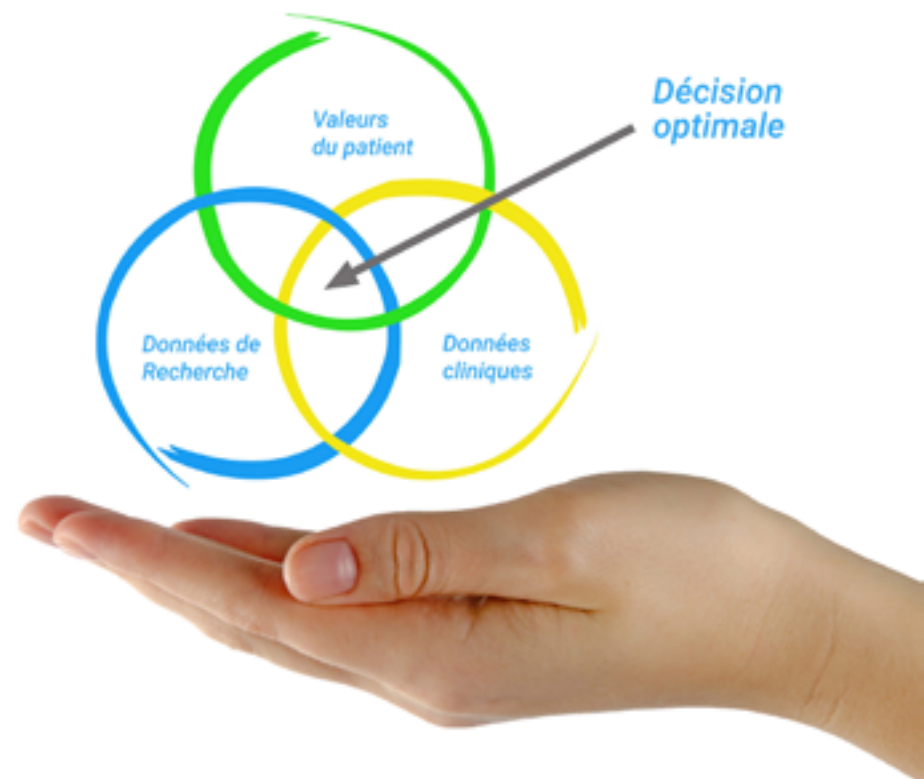 Valeurs
du patient
Décision
optimale
Données de
Recherche
Données
cliniques